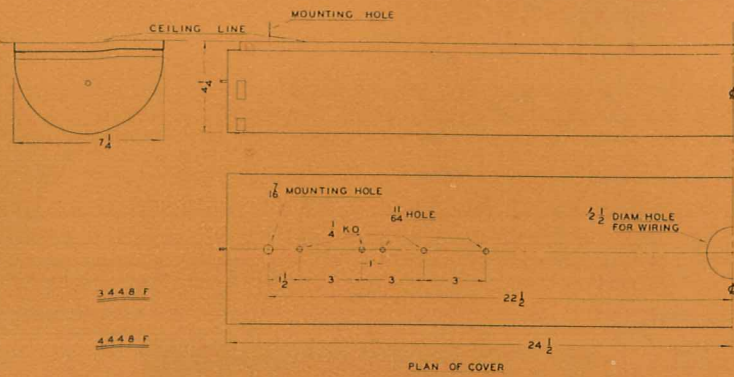 MOUNTING HOLE
CEILING LINE
4 1/4
7 1/4
7/16 MOUNTING HOLE
11/64 HOLE
1/4 KO
2 1/2 DIAM HOLE
FOR WIRING
1
1 1/2 3 3 3
3448 F
22 1/2
4448 F
24 1/2
PLAN OF COVER